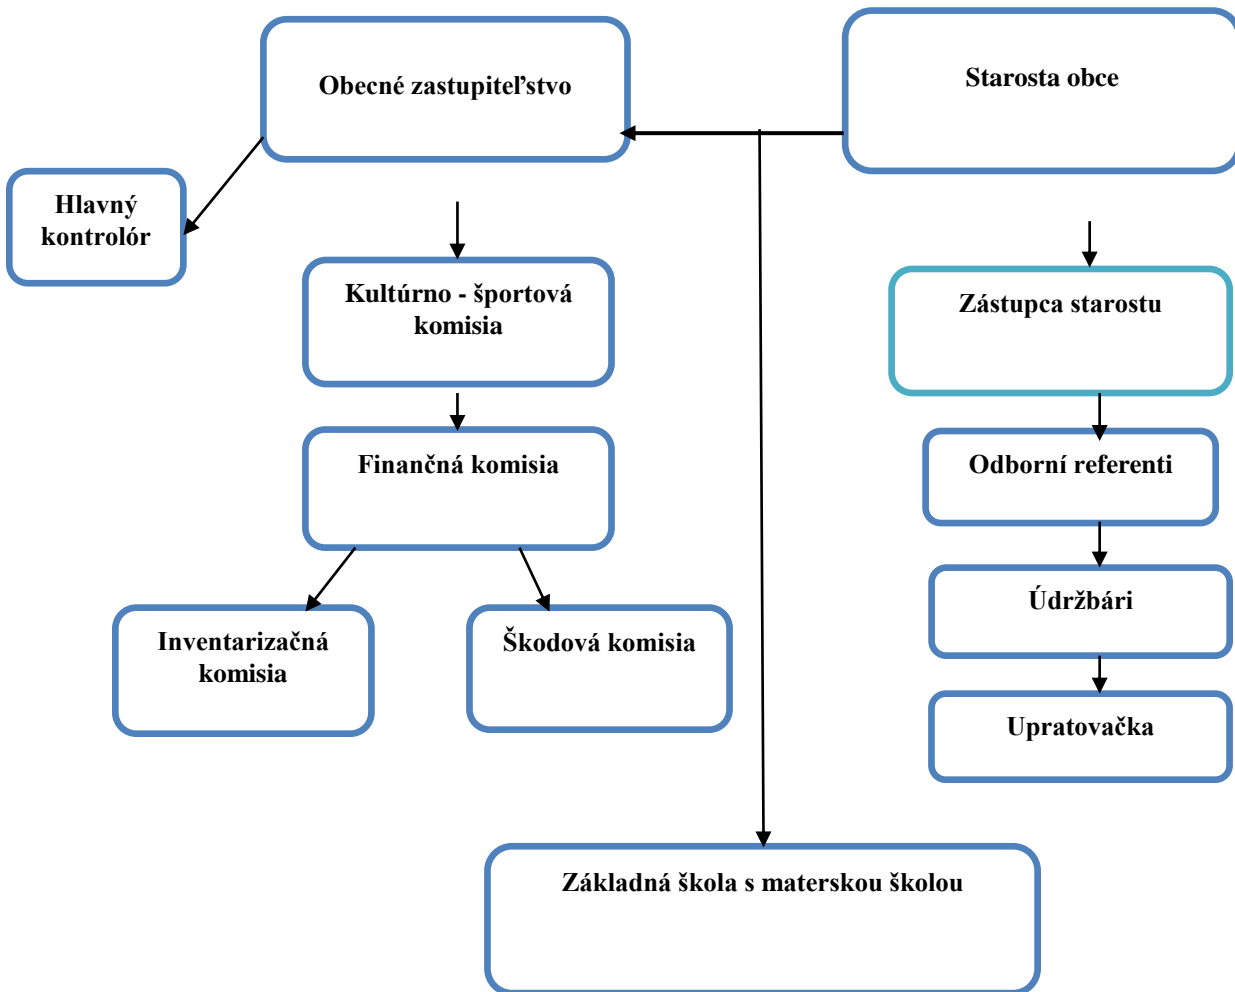 Obecné zastupiteľstvo
Starosta obce
Hlavný
kontrolór
Kultúrno - športová
komisia
Zástupca starostu
Finančná komisia
Odborní referenti
Inventarizačná
komisia
Škodová komisia
Údržbári
Upratovačka
Základná škola s materskou školou